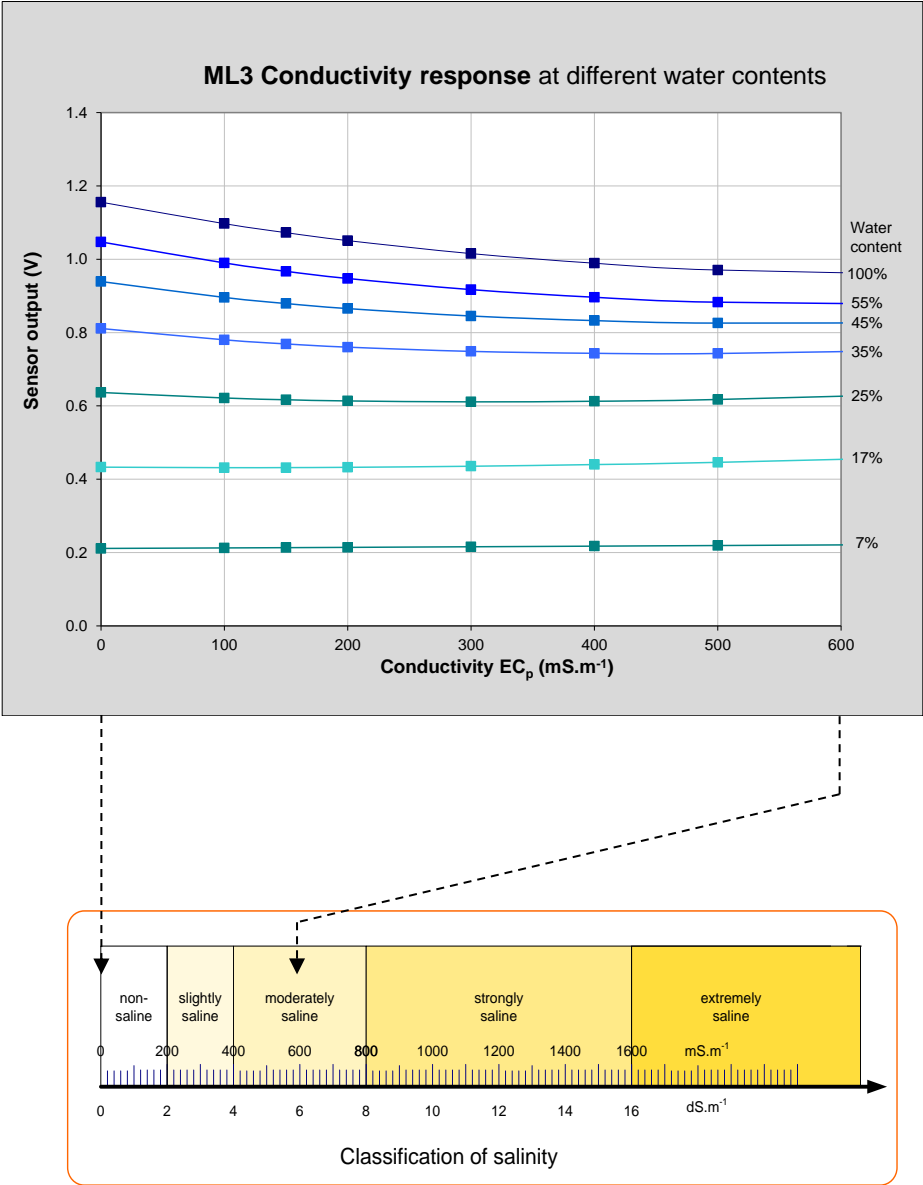 ML3 Conductivity response at different water contents
1.4
1.2
1.0
0.8
0.6
0.4
0.2
0.0
Sensor output (V)
0 100 200 300 400 500 600
Conductivity ECp (mS.m-1)
Water
content
100%
55%
45%
35%
25%
17%
7%
non-
saline
slightly
saline
moderately
saline
strongly
saline
extremely
saline
0 200 400 600 800 1000 1200 1400 1600 mS.m-1
0 2 4 6 8 10 12 14 16 dS.m-1
Classification of salinity